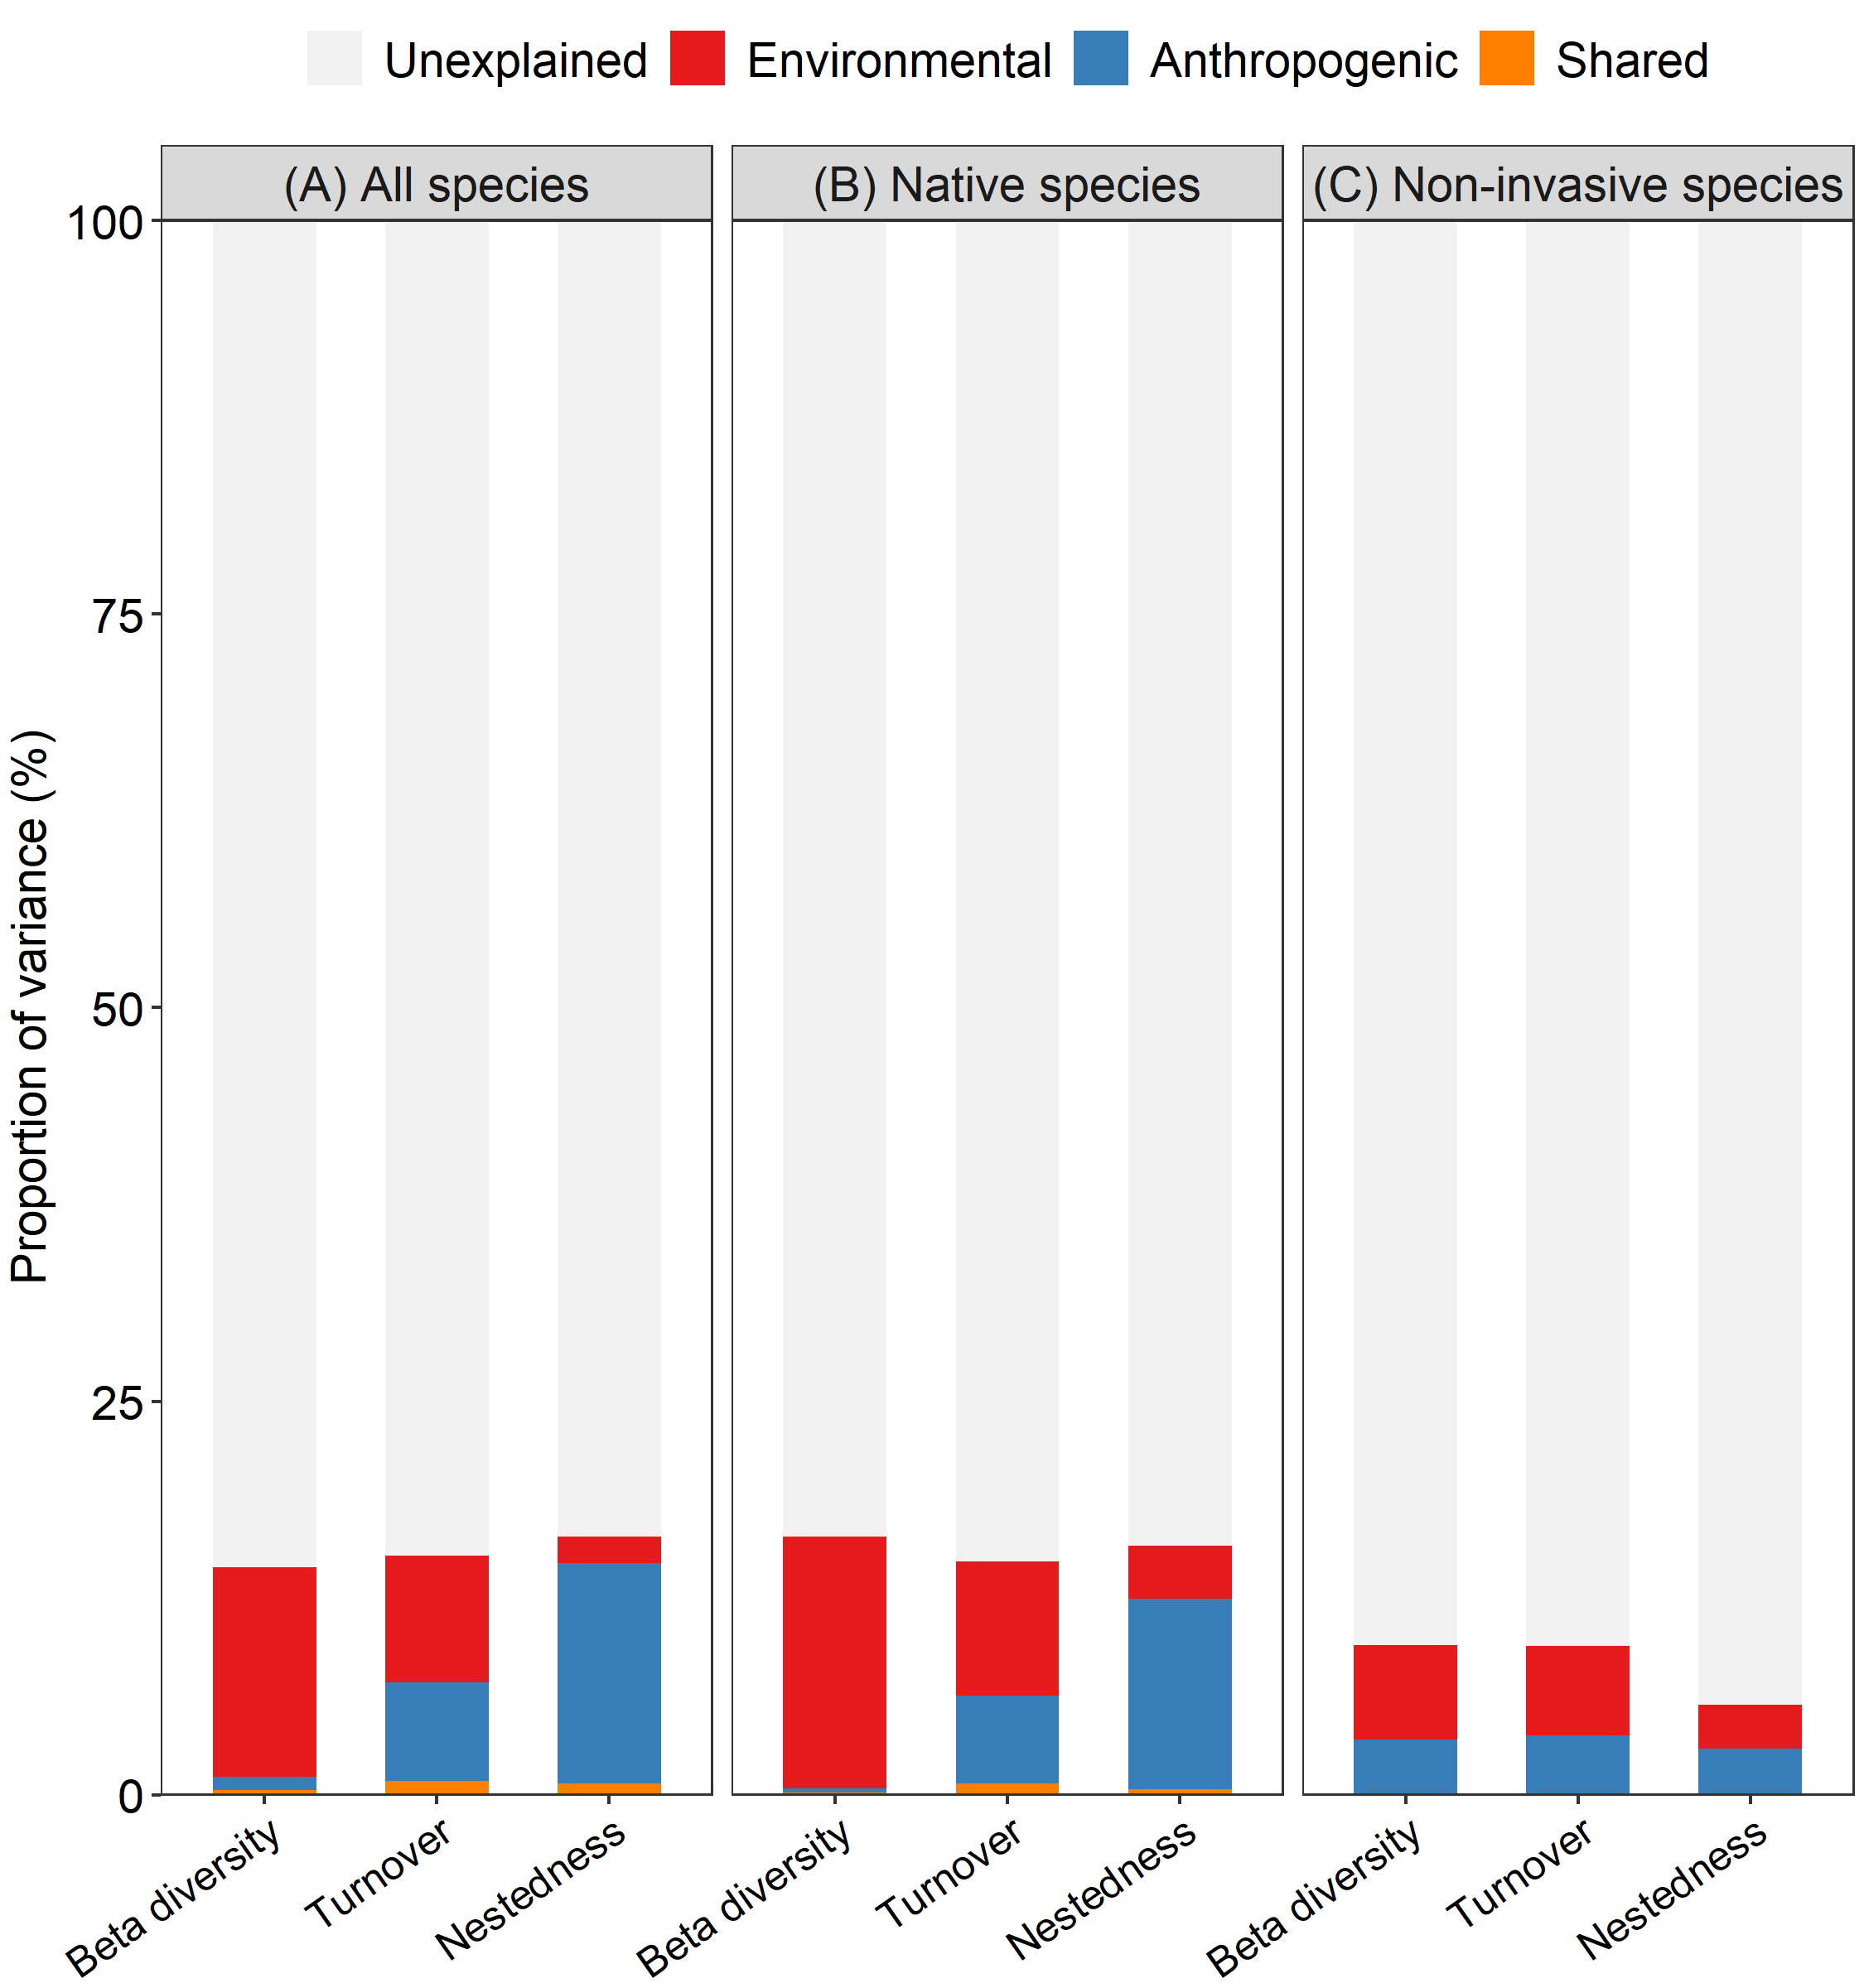 Unexplained Environmental Anthropogenic Shared
(A) All species (B) Native species (C) Non-invasive species
Proportion of variance (%)
100
75
50
25
0
Beta diversity Turnover Nestedness Beta diversity Turnover Nestedness Beta diversity Turnover Nestedness